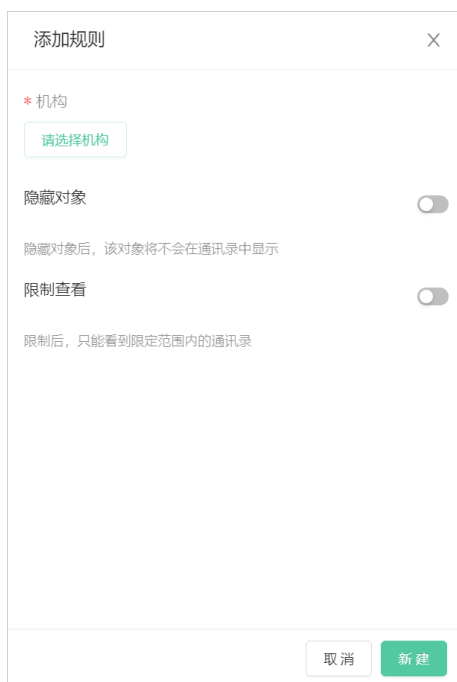 添加规则
* 机构
请选择机构
隐藏对象
隐藏对象后，该对象将不会在通讯录中显示
限制查看
限制后，只能看到限定范围内的通讯录
取消 新建